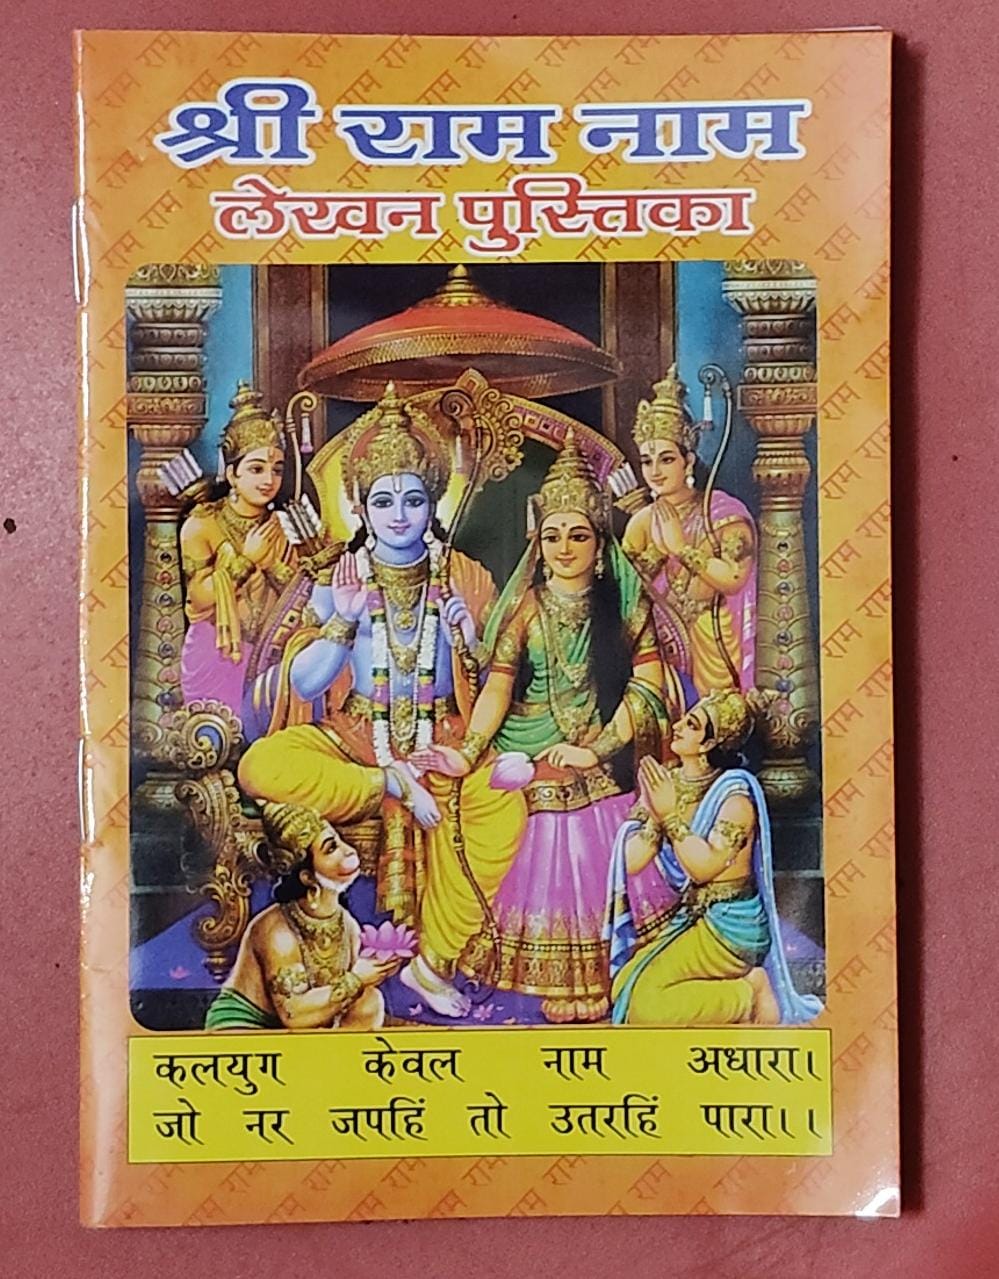 श्री राम नाम
लेखन पुस्तिका
कलयुग केवल नाम अधारा।
जो नर जपहिं तो उतरहिं पारा।।